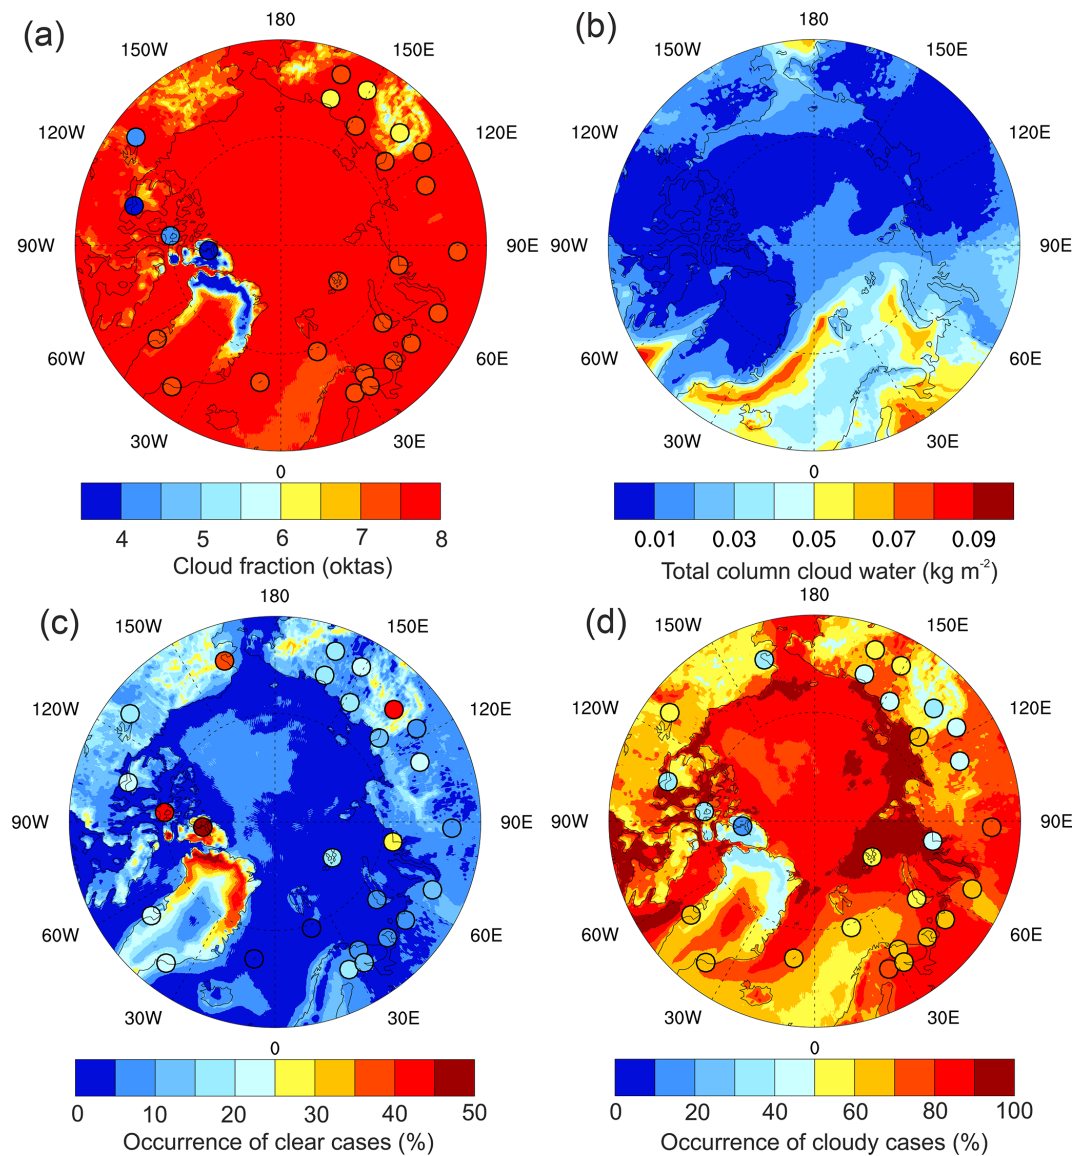 (a)
180
150W
150E
120W
120E
90W
90E
60W
60E
30W
30E
0
4 5 6 7 8
Cloud fraction (oktas)
(b)
180
150W
150E
120W
120E
90W
90E
60W
60E
30W
30E
0
0.01 0.03 0.05 0.07 0.09
Total column cloud water (kg m-2)
(c)
180
150W
150E
120W
120E
90W
90E
60W
60E
30W
30E
0
0 10 20 30 40 50
Occurrence of clear cases (%)
(d)
180
150W
150E
120W
120E
90W
90E
60W
60E
30W
30E
0
0 20 40 60 80 100
Occurrence of cloudy cases (%)